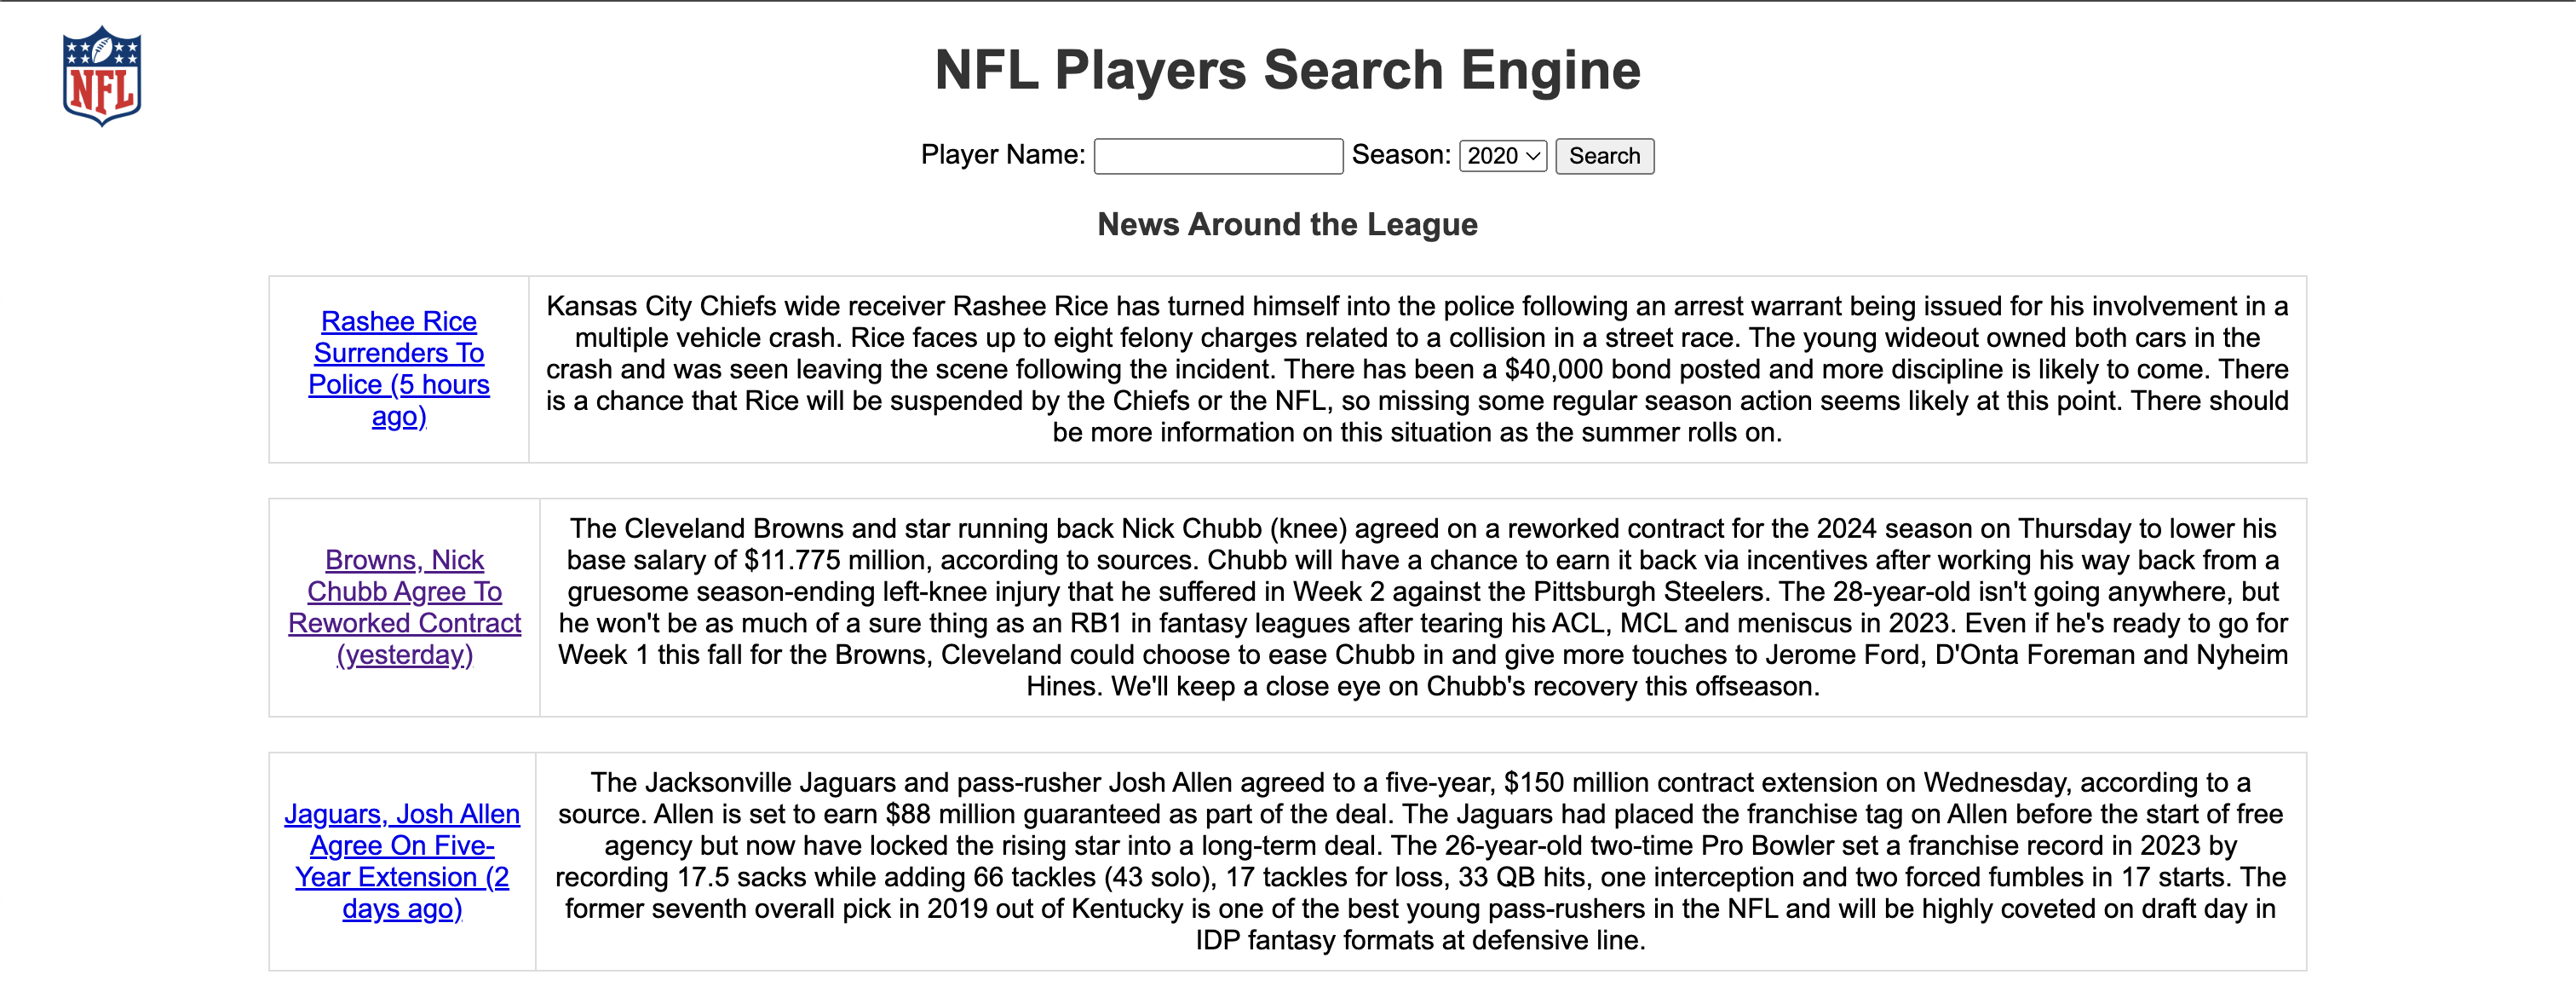 NFL
NFL Players Search Engine
Player Name: Season: 2020 Search
News Around the League
Rashee Rice
Surrenders To
Police (5 hours
ago)
Kansas City Chiefs wide receiver Rashee Rice has turned himself into the police following an arrest warrant being issued for his involvement in a
multiple vehicle crash. Rice faces up to eight felony charges related to a collision in a street race. The young wideout owned both cars in the
crash and was seen leaving the scene following the incident. There has been a $40,000 bond posted and more discipline is likely to come. There
is a chance that Rice will be suspended by the Chiefs or the NFL, so missing some regular season action seems likely at this point. There should
be more information on this situation as the summer rolls on.
Browns, Nick
Chubb Agree To
Reworked Contract
(yesterday)
The Cleveland Browns and star running back Nick Chubb (knee) agreed on a reworked contract for the 2024 season on Thursday to lower his
base salary of $11.775 million, according to sources. Chubb will have a chance to earn it back via incentives after working his way back from a
gruesome season-ending left-knee injury that he suffered in Week 2 against the Pittsburgh Steelers. The 28-year-old isn't going anywhere, but
he won't be as much of a sure thing as an RB1 in fantasy leagues after tearing his ACL, MCL and meniscus in 2023. Even if he's ready to go for
Week 1 this fall for the Browns, Cleveland could choose to ease Chubb in and give more touches to Jerome Ford, D'Onta Foreman and Nyheim
Hines. We'll keep a close eye on Chubb's recovery this offseason.
Jaguars, Josh Allen
Agree On Five-
Year Extension (2
days ago)
The Jacksonville Jaguars and pass-rusher Josh Allen agreed to a five-year, $150 million contract extension on Wednesday, according to a
source. Allen is set to earn $88 million guaranteed as part of the deal. The Jaguars had placed the franchise tag on Allen before the start of free
agency but now have locked the rising star into a long-term deal. The 26-year-old two-time Pro Bowler set a franchise record in 2023 by
recording 17.5 sacks while adding 66 tackles (43 solo), 17 tackles for loss, 33 QB hits, one interception and two forced fumbles in 17 starts. The
former seventh overall pick in 2019 out of Kentucky is one of the best young pass-rushers in the NFL and will be highly coveted on draft day in
IDP fantasy formats at defensive line.